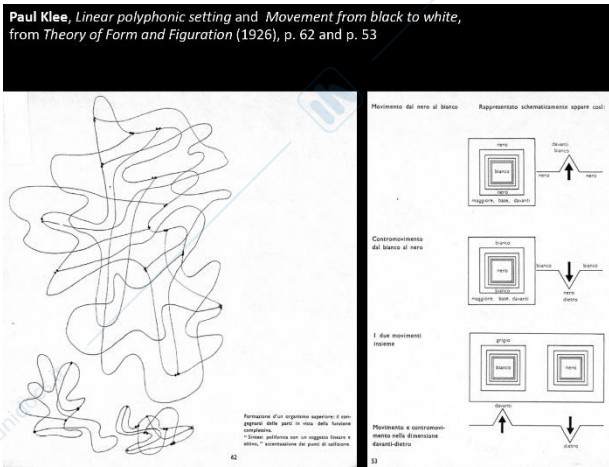 Paul Klee, Linear polyphonic setting and Movement from black to white,
from Theory of Form and Figuration (1926), p. 62 and p. 53
Formazione d'un organismo superiore: il con-
gegnarsi delle parti in vista della funzione
complessiva.
"Sintesi polifonica con un soggetto lineare e
attivo," accentuazione dei punti di collisione.
62
Movimento dal nero al bianco
Rappresentato schematicamente appare così:
nero
bianco
nero
maggiore, base, davanti
davanti
bianco
nero
nero
Contromovimento
dal bianco al nero
bianco
nero
bianco
maggiore, base, davanti
bianco
bianco
nero
dietro
I due movimenti
insieme
grigio
bianco
nero
Movimento e contromovi-
mento nella dimensione
davanti-dietro
davanti
dietro
53